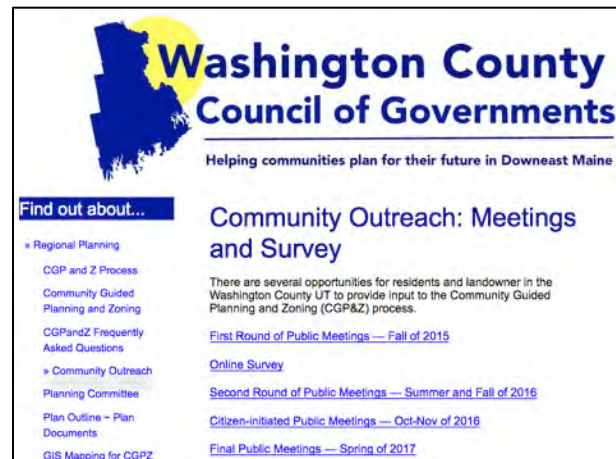 Washington County
Council of Governments
Helping communities plan for their future in Downeast Maine
Find out about...
» Regional Planning
CGP and Z Process
Community Guided
Planning and Zoning
CGPandZ Frequently
Asked Questions
» Community Outreach
Planning Committee
Plan Outline ~ Plan
Documents
GIS Mapping for CGPZ
Community Outreach: Meetings
and Survey
There are several opportunities for residents and landowner in the
Washington County UT to provide input to the Community Guided
Planning and Zoning (CGP&Z) process.
First Round of Public Meetings — Fall of 2015
Online Survey
Second Round of Public Meetings — Summer and Fall of 2016
Citizen-initiated Public Meetings — Oct-Nov of 2016
Final Public Meetings — Spring of 2017